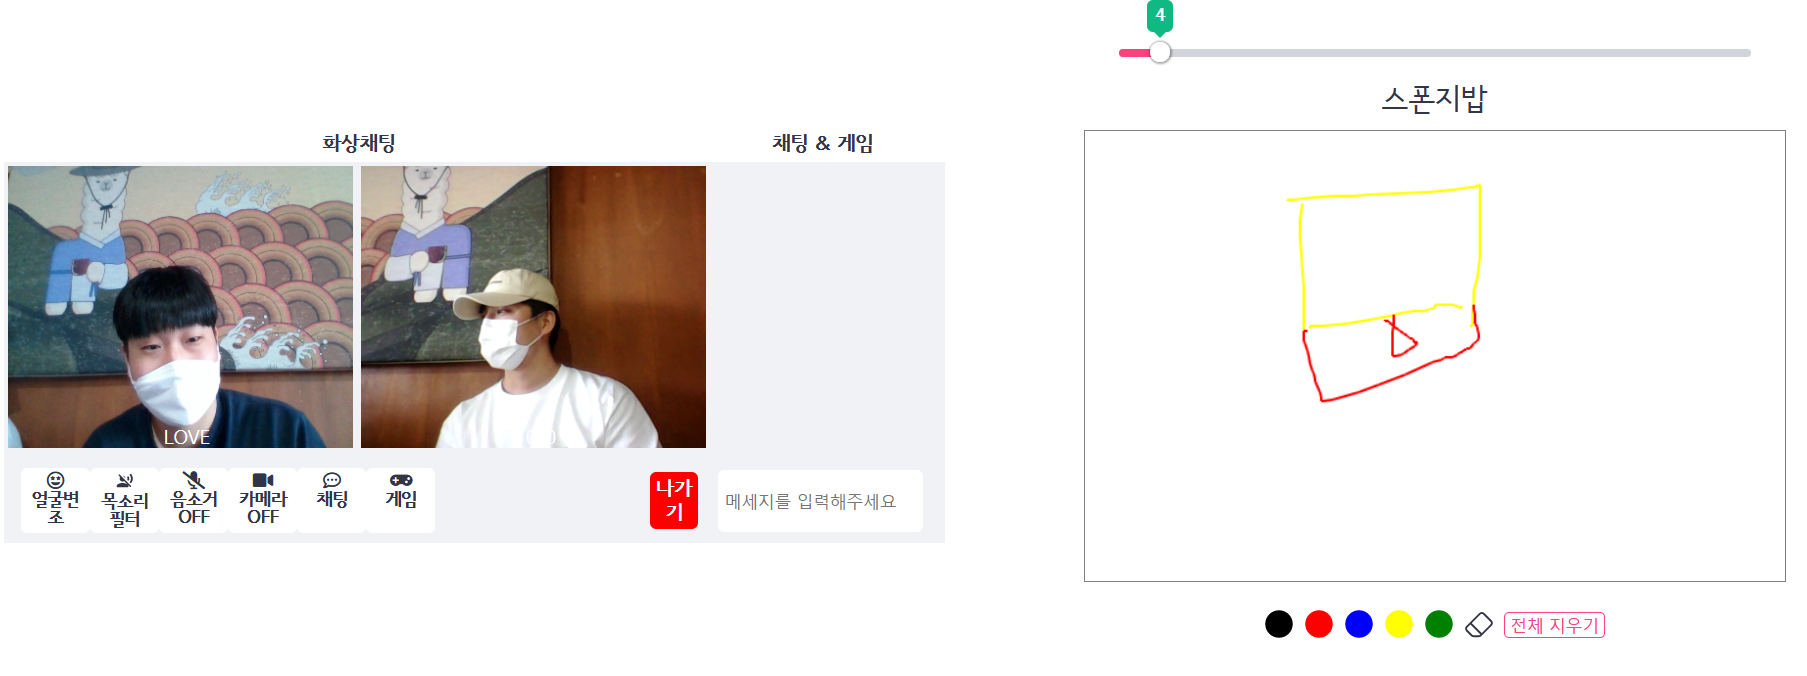 4
스폰지밥
화상채팅
채팅 & 게임
LOVE
얼굴변
조
목소리
필터
음소거
OFF
카메라
OFF
채팅
게임
나가
기
메세지를 입력해주세요
전체 지우기